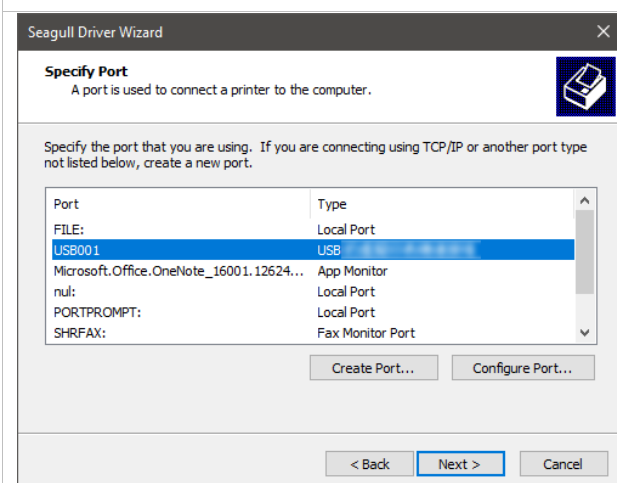 Seagull Driver Wizard
Specify Port
A port is used to connect a printer to the computer.
Specify the port that you are using. If you are connecting using TCP/IP or another port type
not listed below, create a new port.
Port Type
FILE: Local Port
USB001 USB
Microsoft.Office.OneNote_16001.12624... App Monitor
nul: Local Port
PORTPROMPT: Local Port
SHRFAX: Fax Monitor Port
Create Port... Configure Port...
< Back Next > Cancel